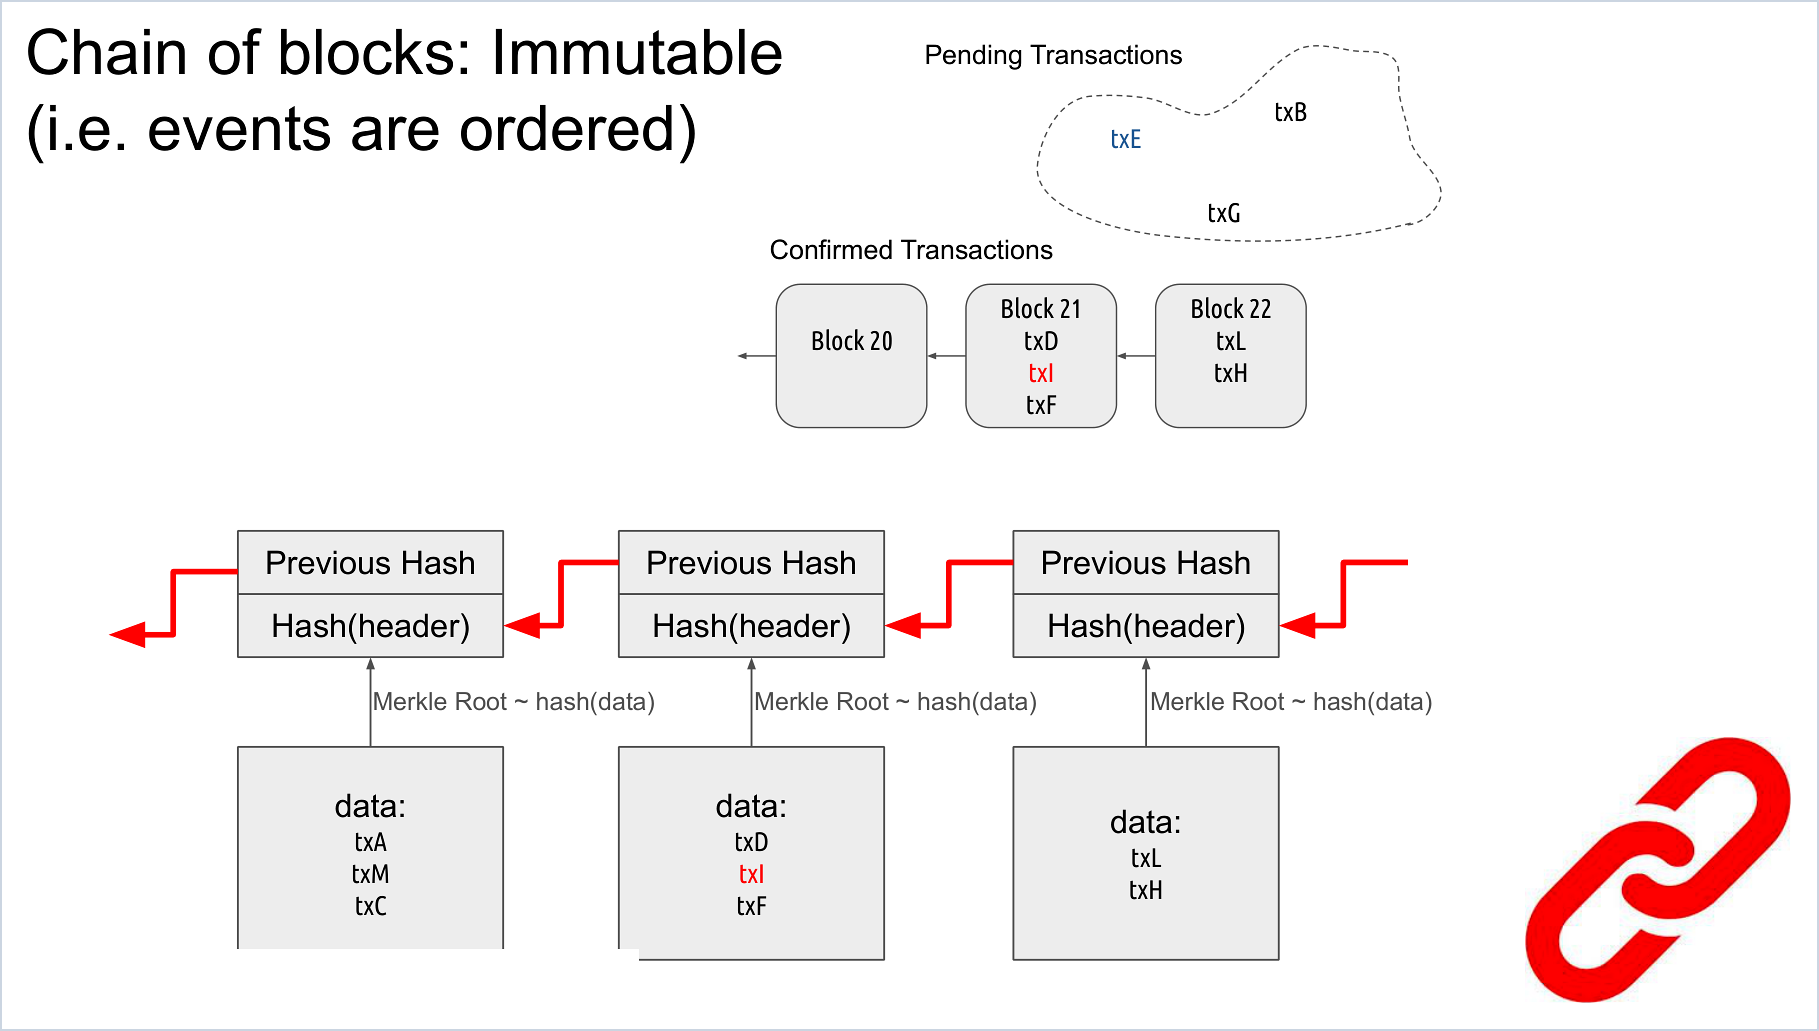 Chain of blocks: Immutable
(i.e. events are ordered)
Pending Transactions
txB
txE
txG
Confirmed Transactions
Block 20
Block 21
txD
txI
txF
Block 22
txL
txH
Previous Hash
Hash(header)
Previous Hash
Hash(header)
Previous Hash
Hash(header)
Merkle Root ~ hash(data)
Merkle Root ~ hash(data)
Merkle Root ~ hash(data)
data:
txA
txM
txC
data:
txD
txI
txF
data:
txL
txH